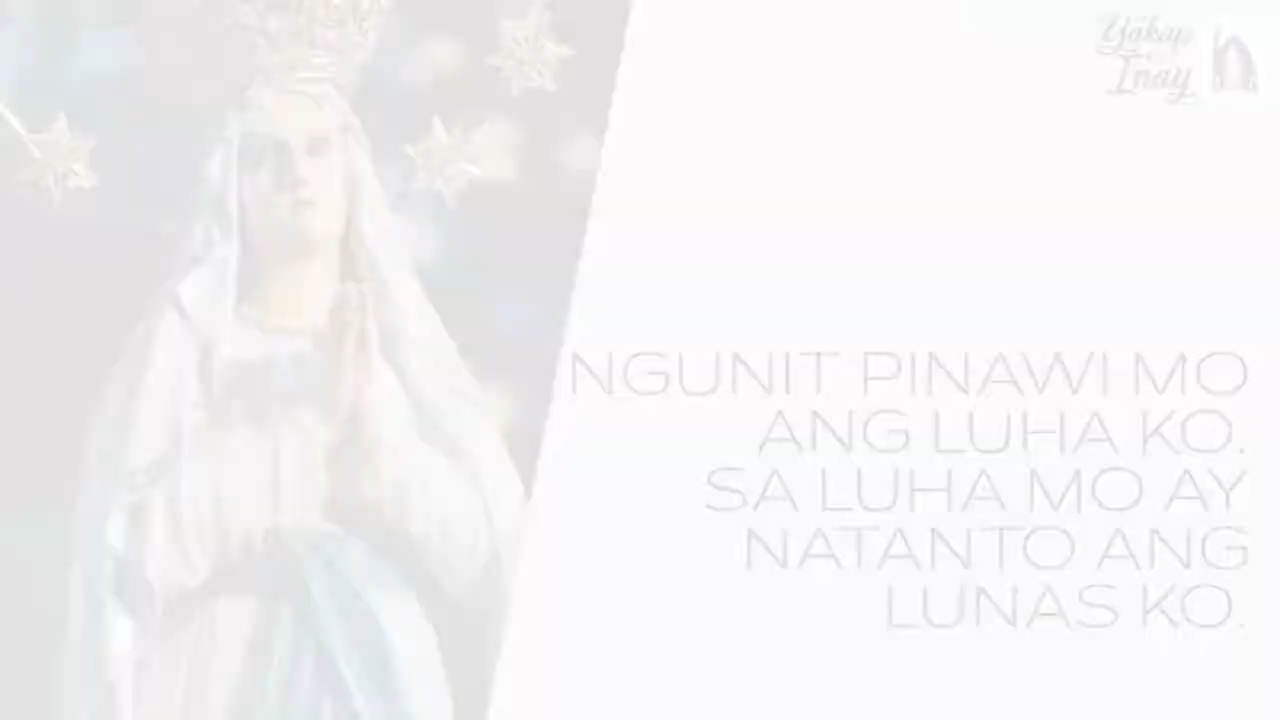 Yakap
Inay
NGUNIT PINAWI MO
ANG LUHA KO.
SA LUHA MO AY
NATANTO ANG
LUNAS KO.